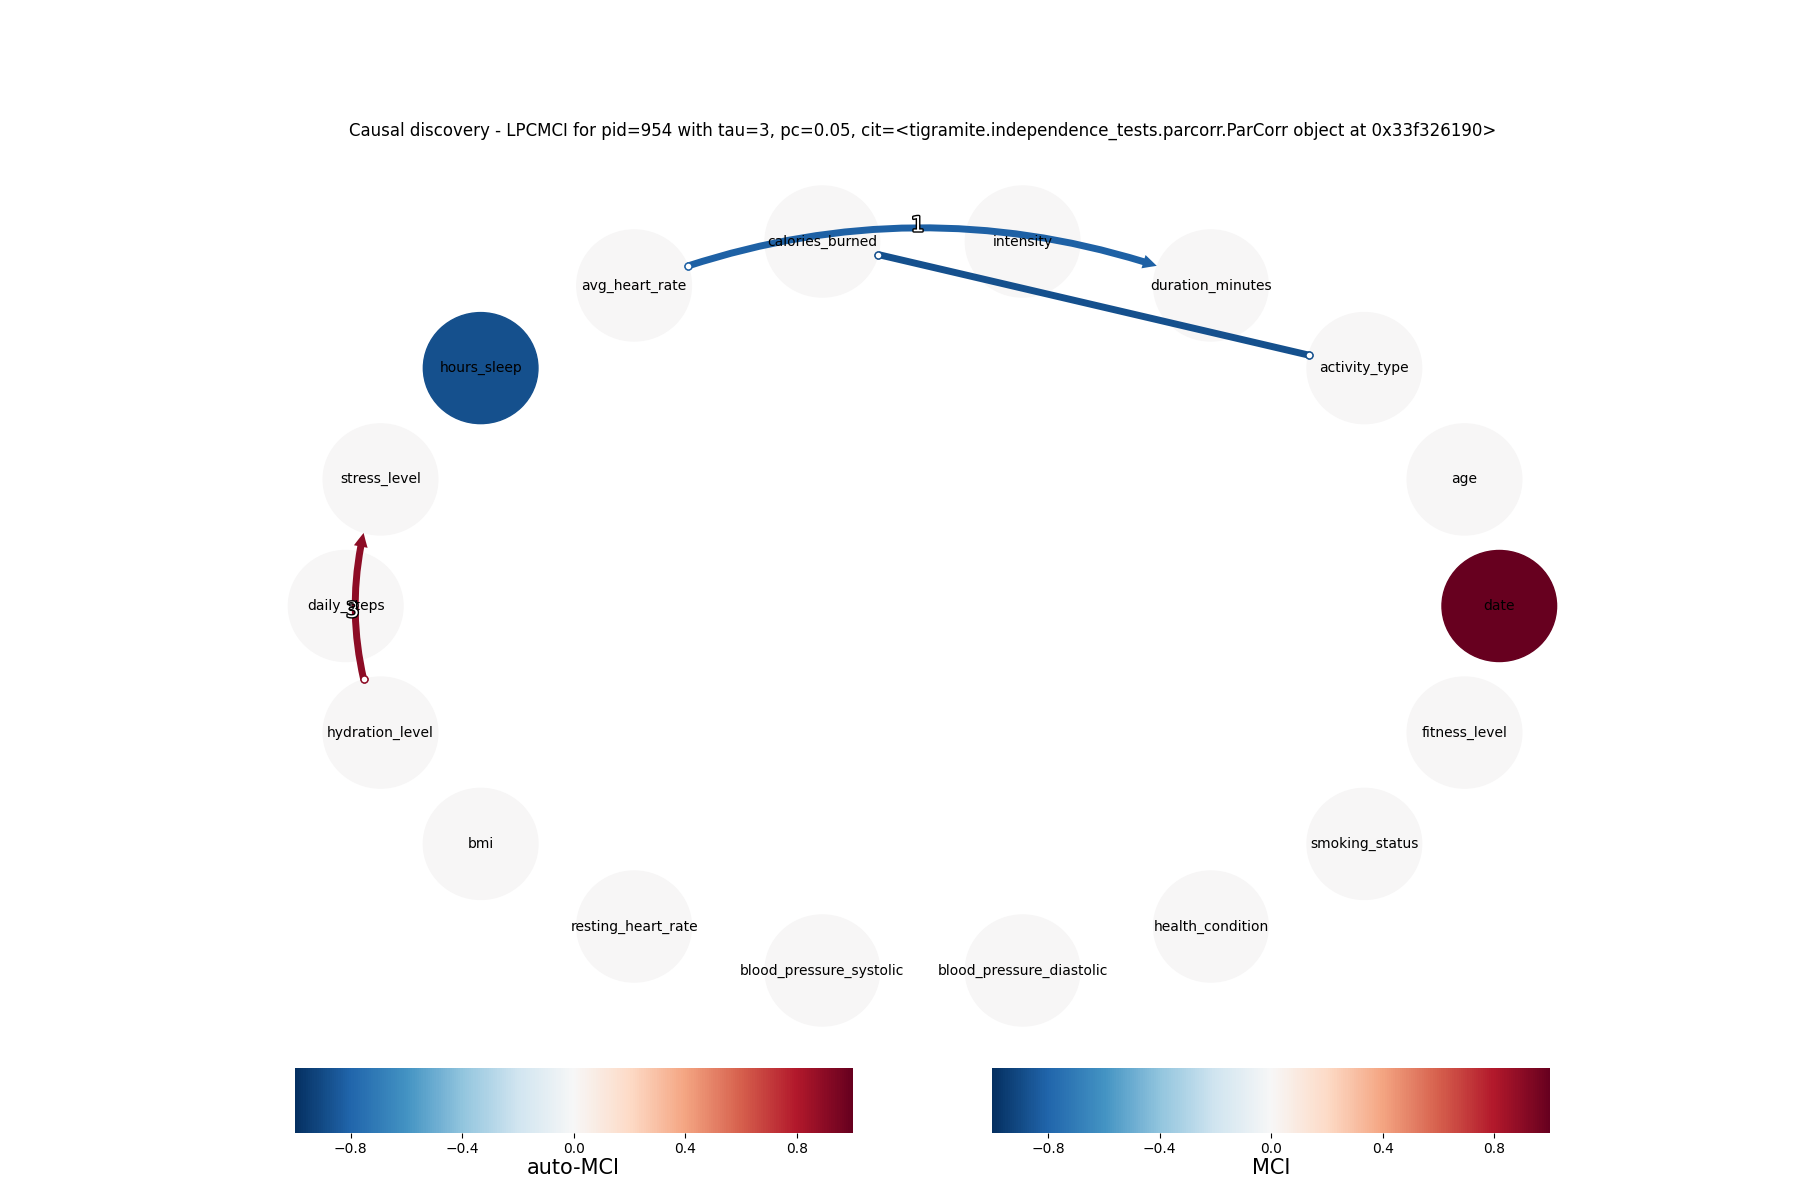 Causal discovery - LPCMCI for pid=954 with tau=3, pc=0.05, cit=<tigramite.independence_tests.parcorr.ParCorr object at 0x33f326190>
1
calories_burned
intensity
avg_heart_rate
duration_minutes
hours_sleep
activity_type
stress_level
age
daily_steps
3
date
hydration_level
fitness_level
bmi
smoking_status
resting_heart_rate
health_condition
blood_pressure_systolic
blood_pressure_diastolic
−0.8 −0.4 0.0 0.4 0.8
auto-MCI
−0.8 −0.4 0.0 0.4 0.8
MCI